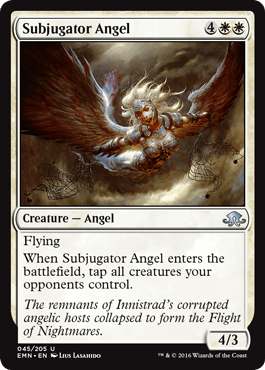 Subjugator Angel 4
Creature — Angel
Flying
When Subjugator Angel enters the
battlefield, tap all creatures your
opponents control.
The remnants of Innistrad's corrupted
angelic hosts collapsed to form the Flight
of Nightmares.
4/3
045/205 U
EMN • EN Lius Lasahido
™ & © 2016 Wizards of the Coast